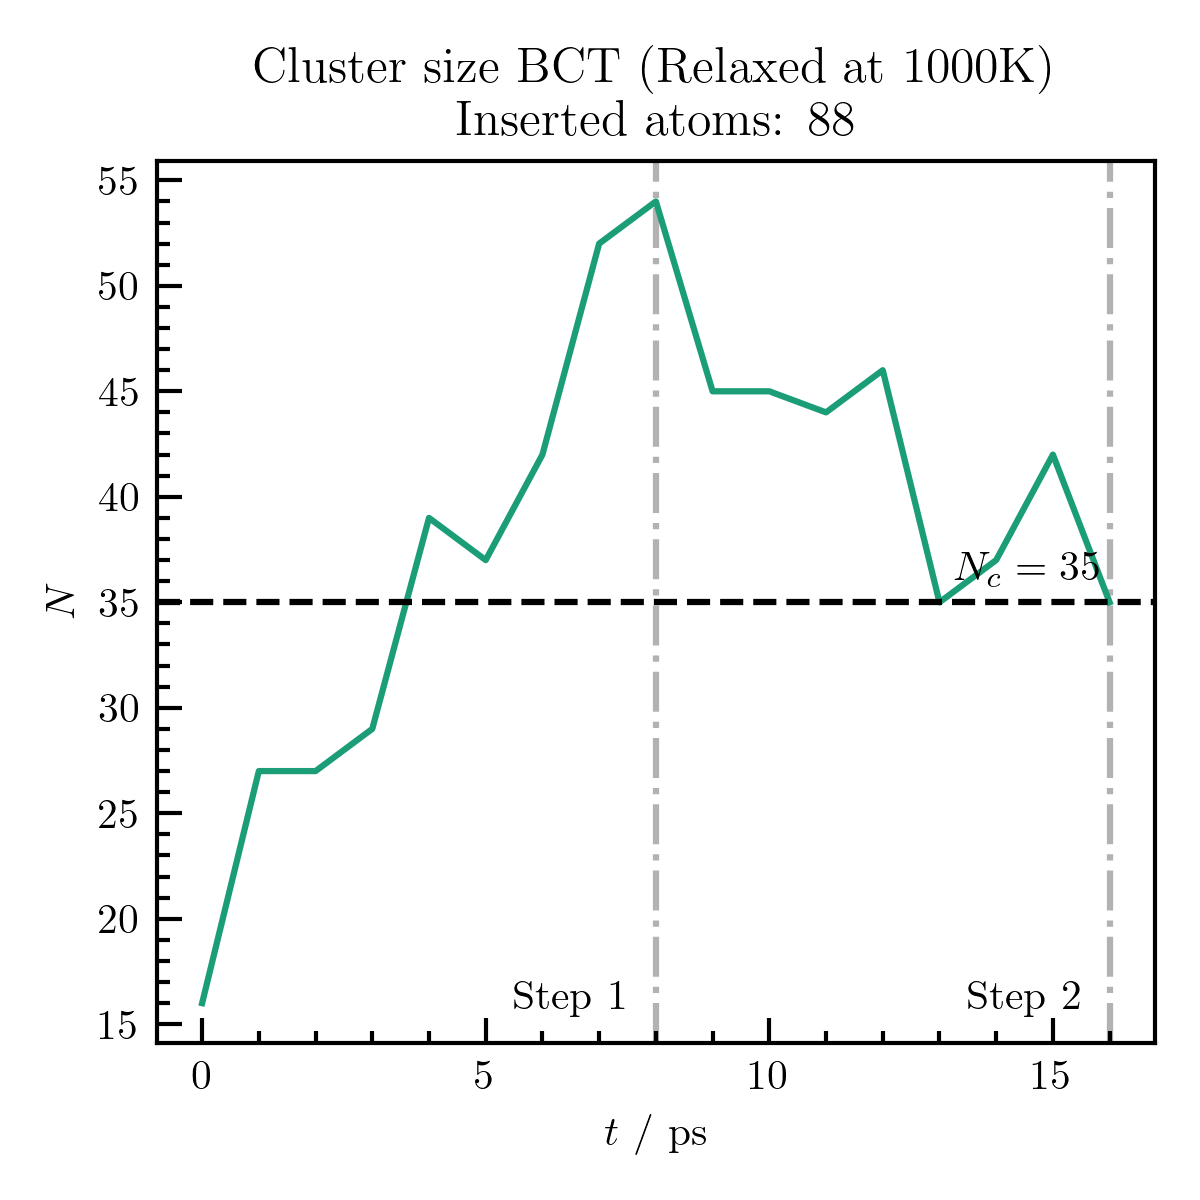 Cluster size BCT (Relaxed at 1000K)
Inserted atoms: 88
55
50
45
40
35
30
25
20
15
N
N_c = 35
Step 1
Step 2
0
5
10
15
t / ps